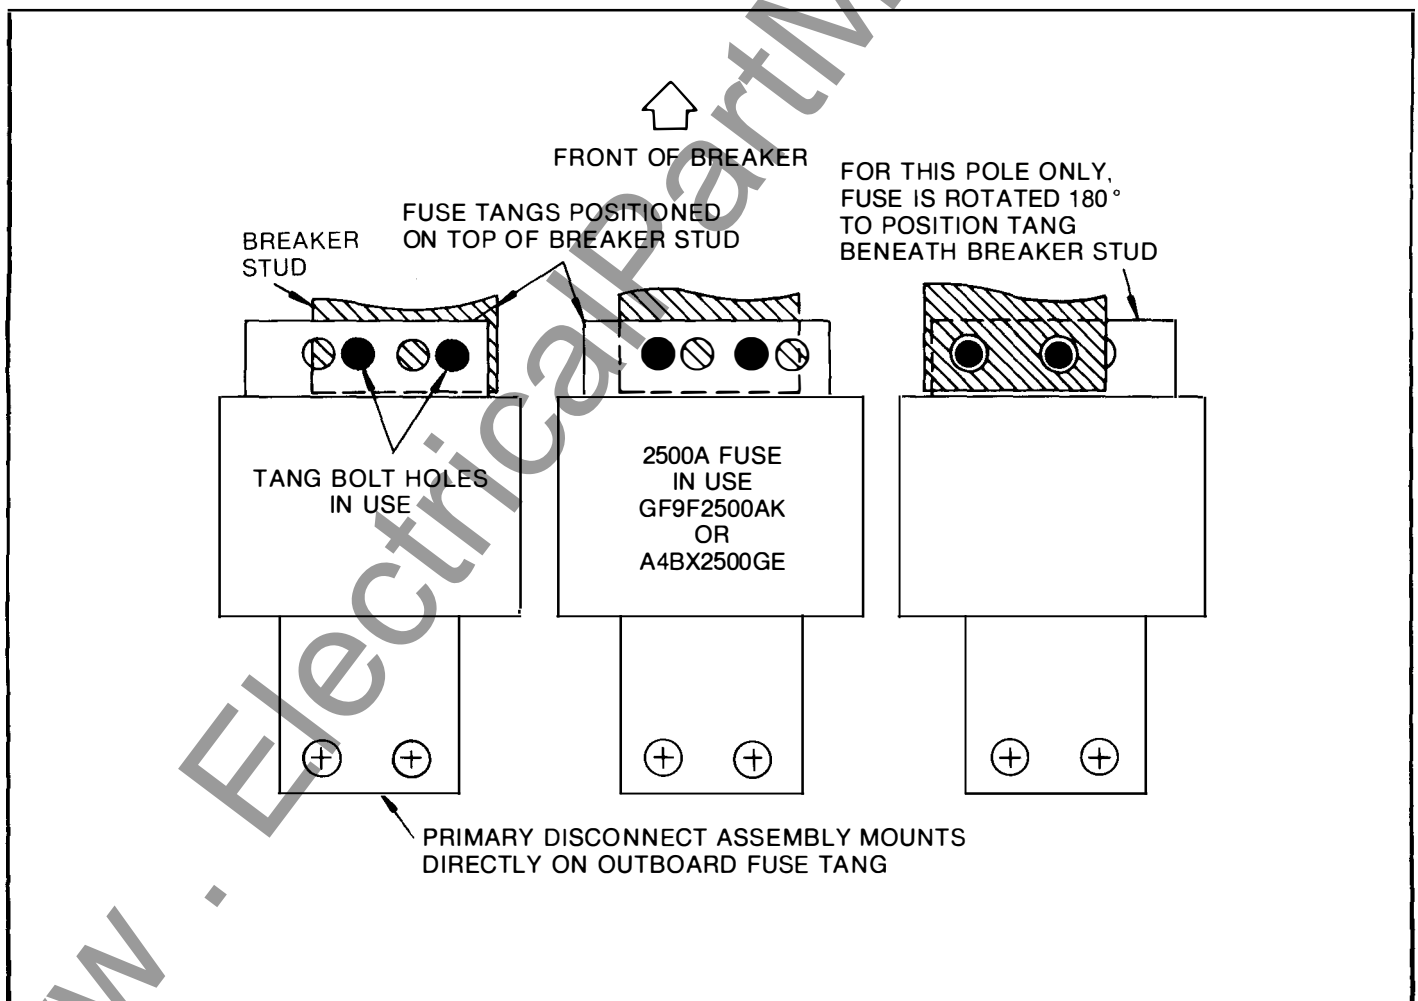 FRONT OF BREAKER
FOR THIS POLE ONLY,
FUSE IS ROTATED 180°
TO POSITION TANG
BENEATH BREAKER STUD
FUSE TANGS POSITIONED
ON TOP OF BREAKER STUD
BREAKER
STUD
TANG BOLT HOLES
IN USE
2500A FUSE
IN USE
GF9F2500AK
OR
A4BX2500GE
PRIMARY DISCONNECT ASSEMBLY MOUNTS
DIRECTLY ON OUTBOARD FUSE TANG
w . ElectricalPartM